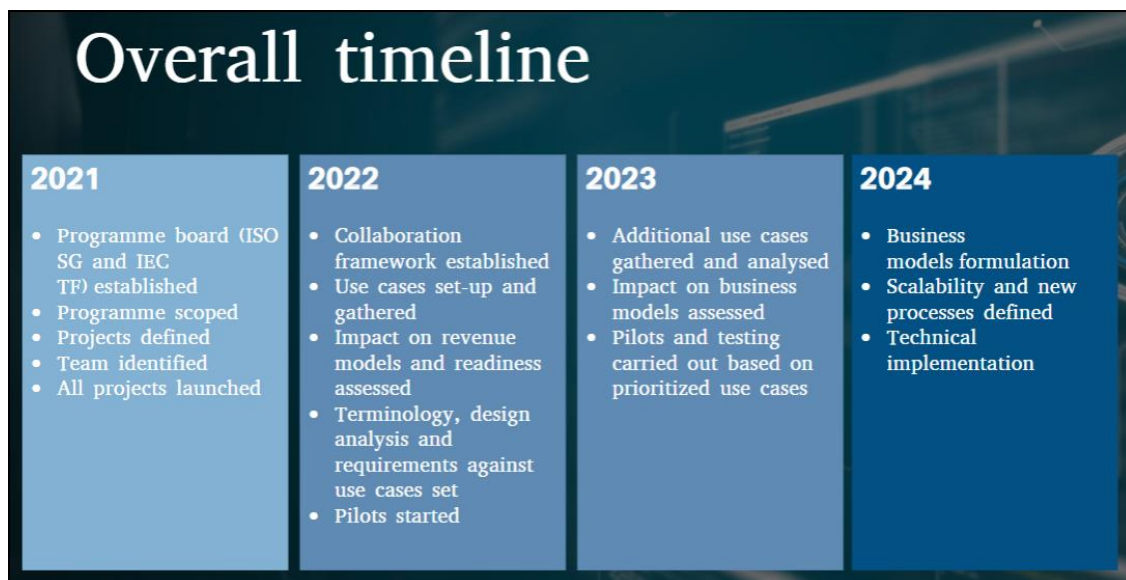 Overall timeline
2021
• Programme board (ISO
SG and IEC
TF) established
• Programme scoped
• Projects defined
• Team identified
• All projects launched
2022
• Collaboration
framework established
• Use cases set-up and
gathered
• Impact on revenue
models and readiness
assessed
• Terminology, design
analysis and
requirements against
use cases set
• Pilots started
2023
• Additional use cases
gathered and analysed
• Impact on business
models assessed
• Pilots and testing
carried out based on
prioritized use cases
2024
• Business
models formulation
• Scalability and new
processes defined
• Technical
implementation